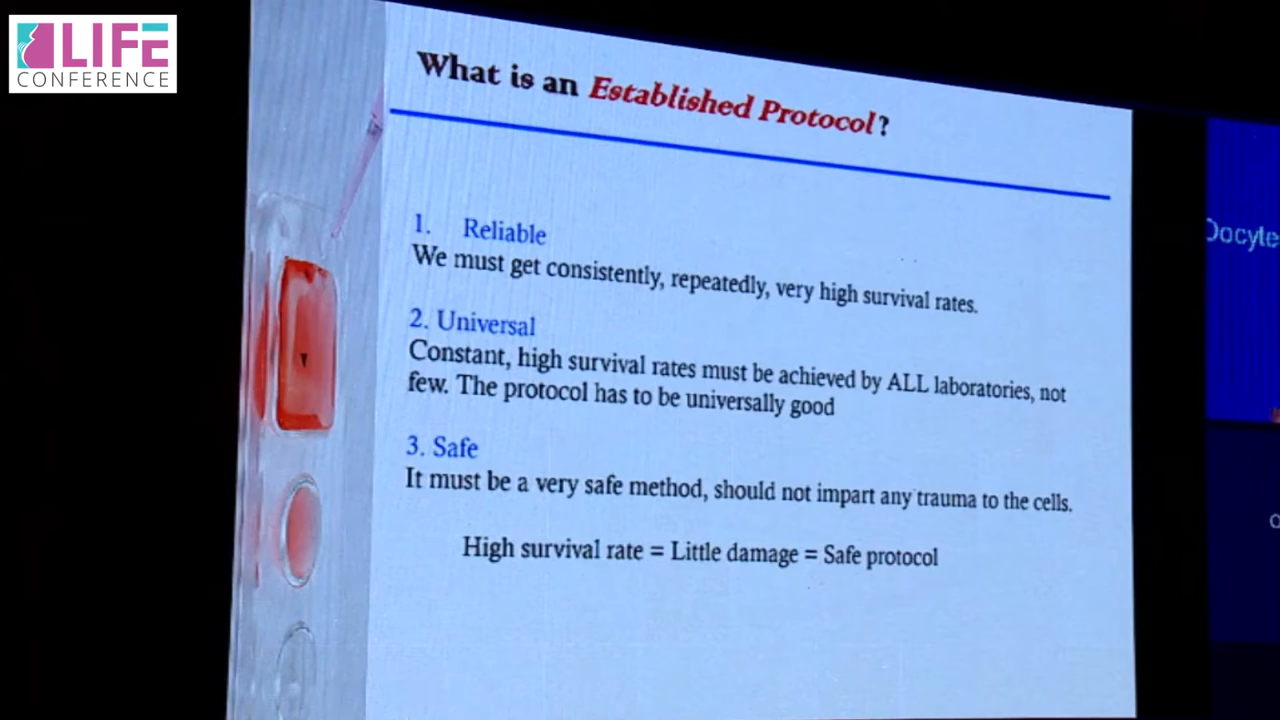 LIFE
CONFERENCE
What is an Established Protocol?
1. Reliable
We must get consistently, repeatedly, very high survival rates.
2. Universal
Constant, high survival rates must be achieved by ALL laboratories, not
few. The protocol has to be universally good
3. Safe
It must be a very safe method, should not impart any trauma to the cells.
High survival rate = Little damage = Safe protocol
Oocyte